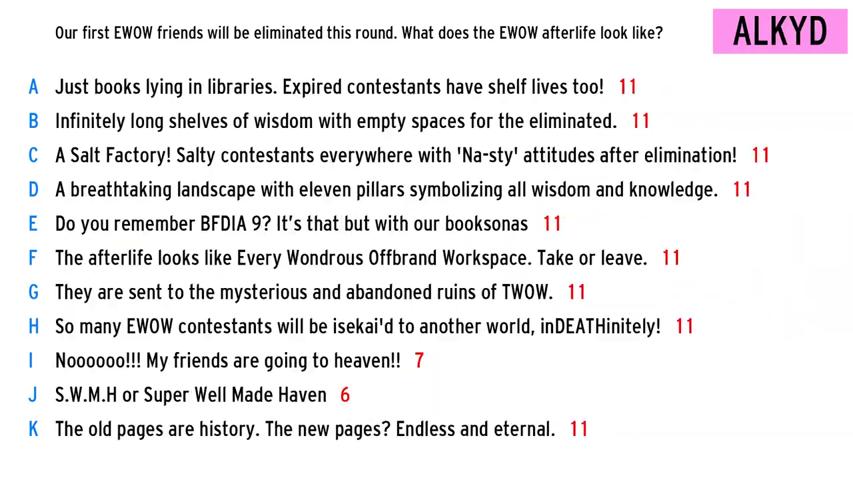 Our first EWOW friends will be eliminated this round. What does the EWOW afterlife look like?
ALKYD
A Just books lying in libraries. Expired contestants have shelf lives too! 11
B Infinitely long shelves of wisdom with empty spaces for the eliminated. 11
C A Salt Factory! Salty contestants everywhere with 'Na-sty' attitudes after elimination! 11
D A breathtaking landscape with eleven pillars symbolizing all wisdom and knowledge. 11
E Do you remember BFDIA 9? It’s that but with our booksonas 11
F The afterlife looks like Every Wondrous Offbrand Workspace. Take or leave. 11
G They are sent to the mysterious and abandoned ruins of TWOW. 11
H So many EWOW contestants will be isekai'd to another world, inDEATHinitely! 11
I Noooooo!!! My friends are going to heaven!! 7
J S.W.M.H or Super Well Made Haven 6
K The old pages are history. The new pages? Endless and eternal. 11